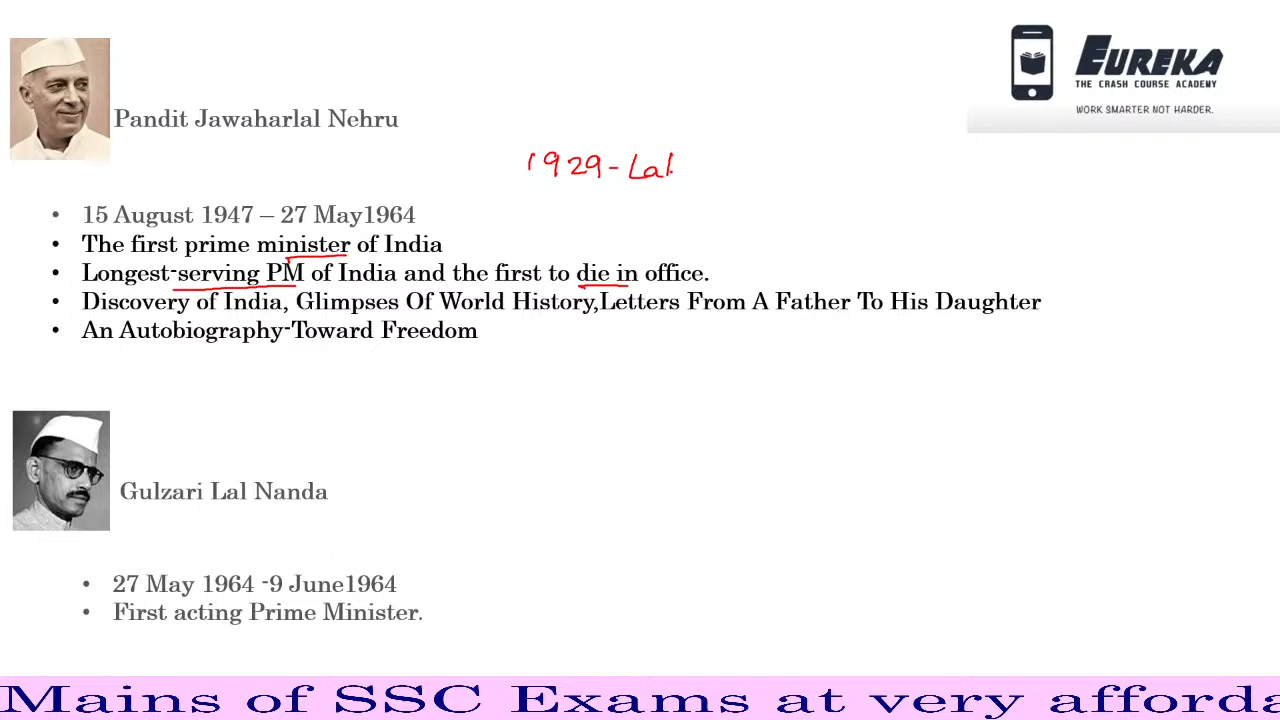 EUREKA
THE CRASH COURSE ACADEMY
WORK SMARTER NOT HARDER.
Pandit Jawaharlal Nehru
1929-Lal
• 15 August 1947 – 27 May1964
• The first prime minister of India
• Longest-serving PM of India and the first to die in office.
• Discovery of India, Glimpses Of World History,Letters From A Father To His Daughter
• An Autobiography-Toward Freedom
Gulzari Lal Nanda
• 27 May 1964 -9 June1964
• First acting Prime Minister.
Mains of SSC Exams at very afforda